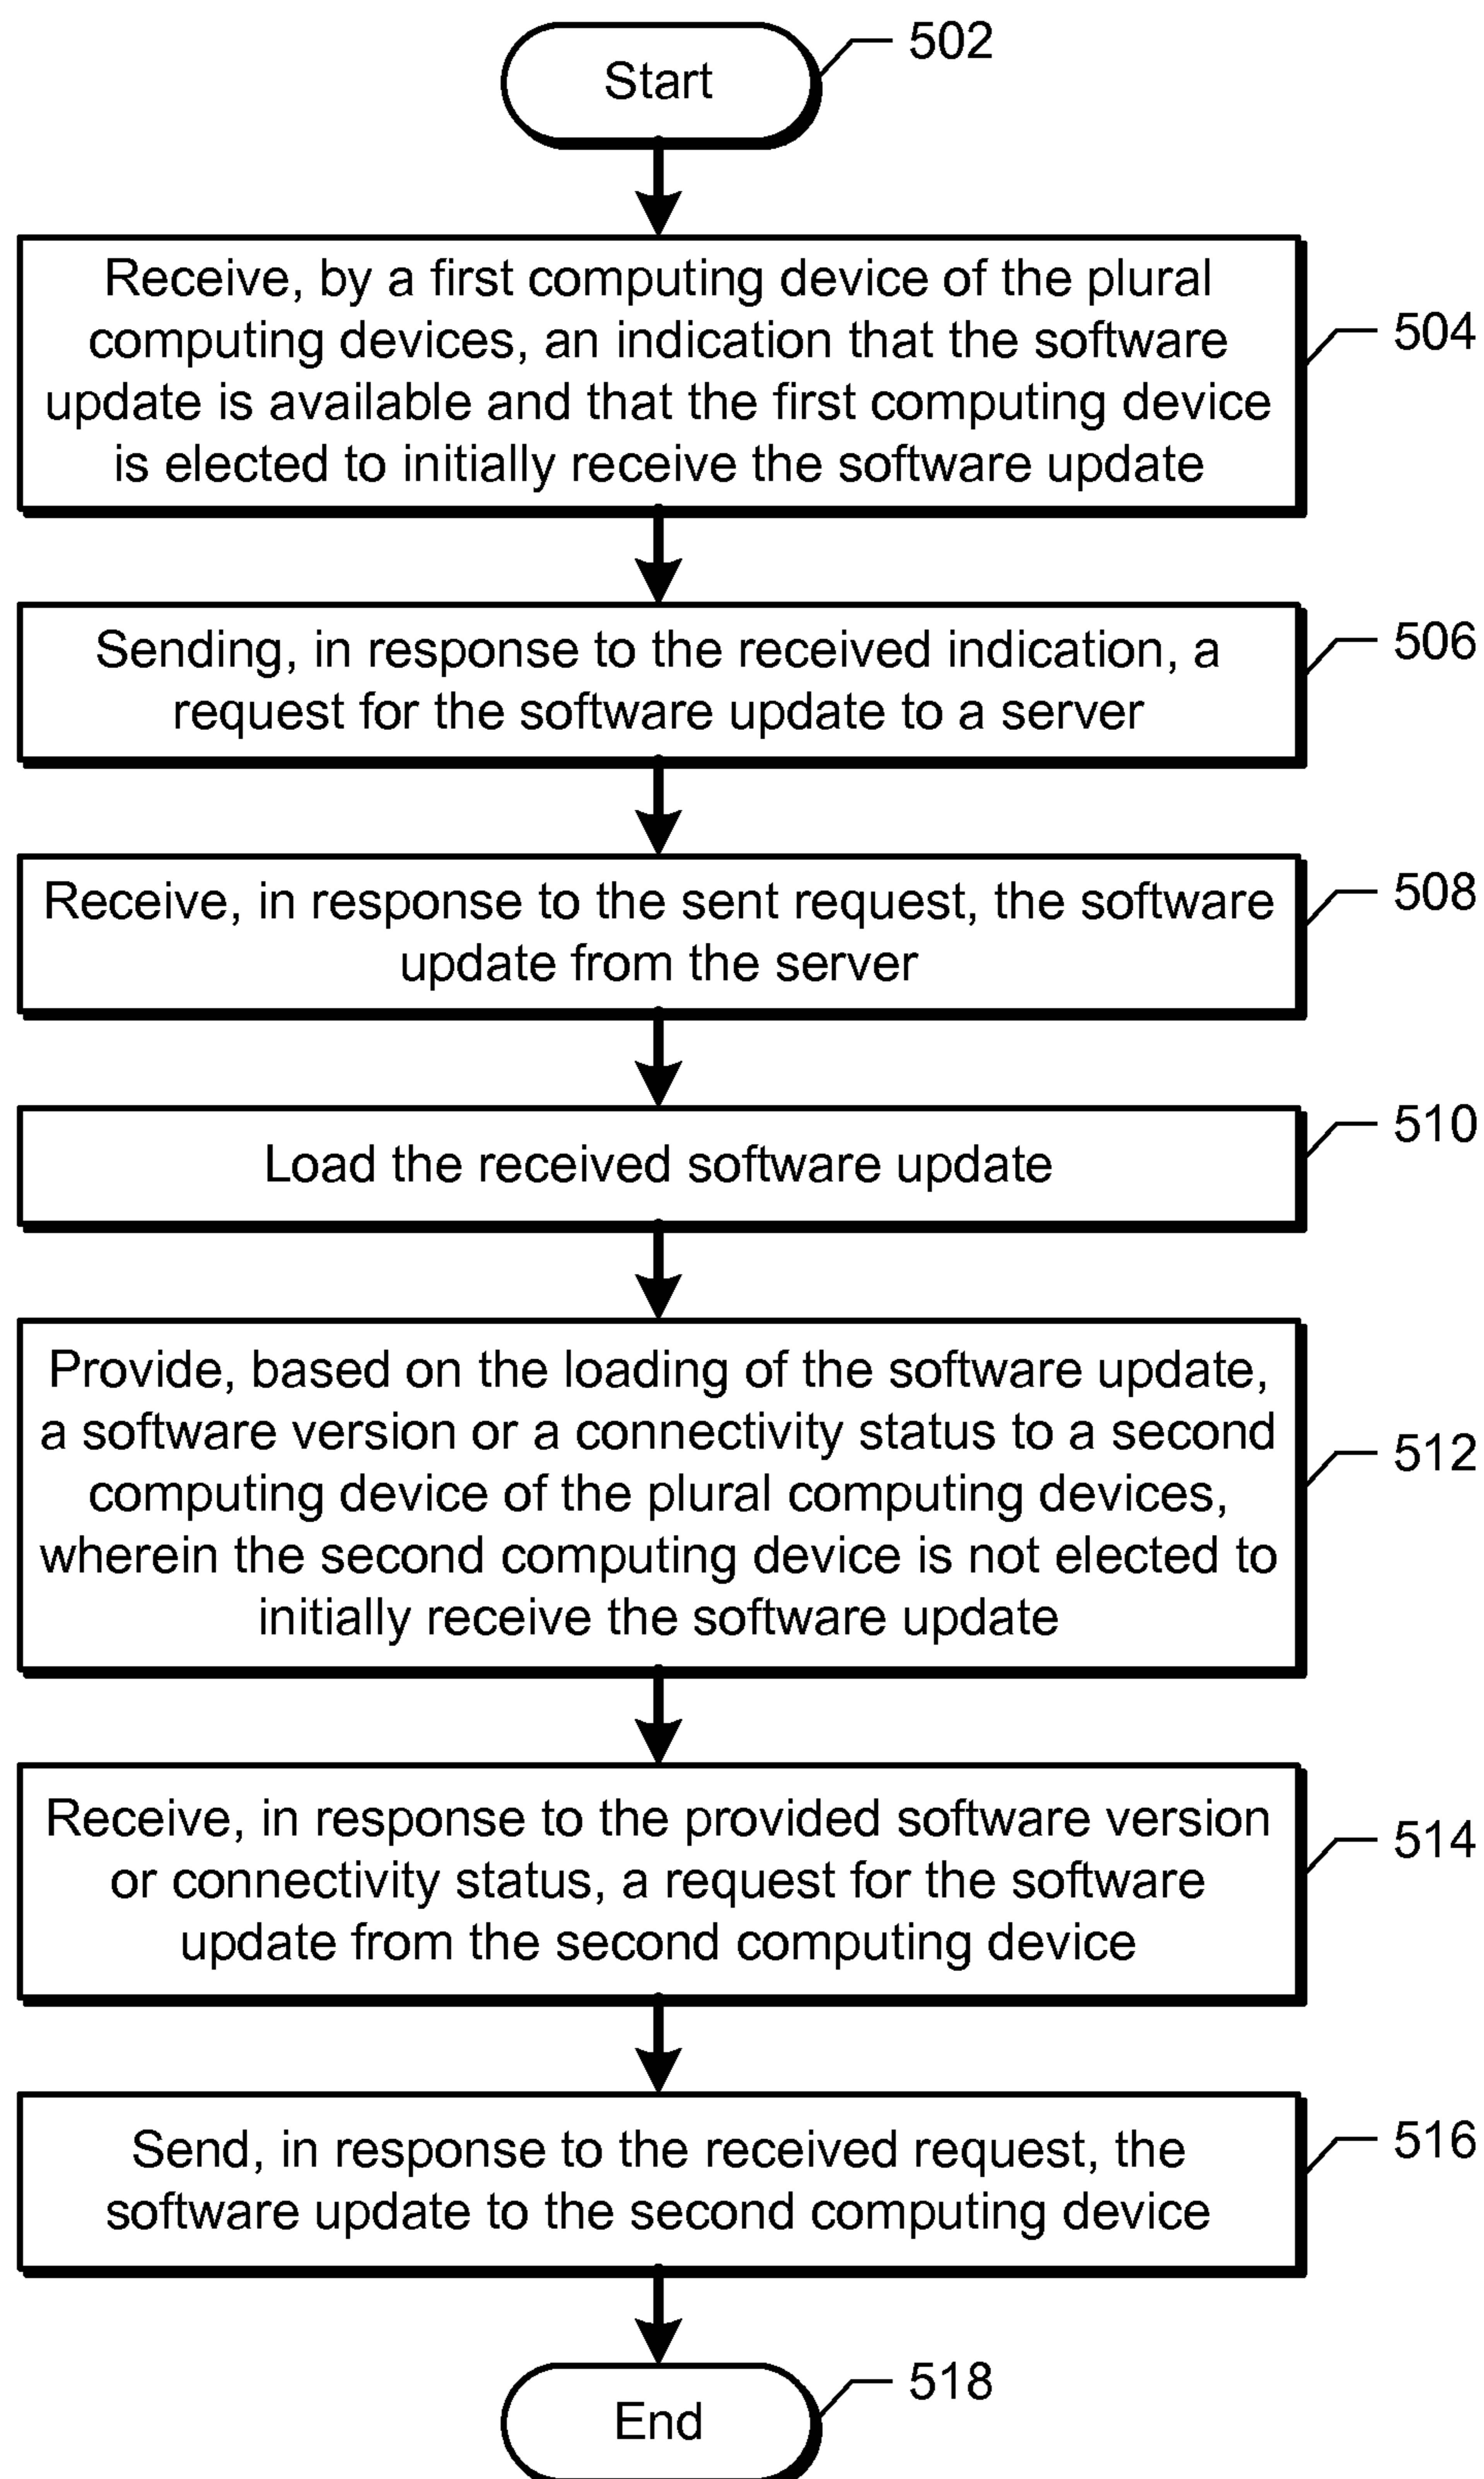 Start
502
Receive, by a first computing device of the plural
computing devices, an indication that the software
update is available and that the first computing device
is elected to initially receive the software update
504
Sending, in response to the received indication, a
request for the software update to a server
506
Receive, in response to the sent request, the software
update from the server
508
Load the received software update
510
Provide, based on the loading of the software update,
a software version or a connectivity status to a second
computing device of the plural computing devices,
wherein the second computing device is not elected to
initially receive the software update
512
Receive, in response to the provided software version
or connectivity status, a request for the software
update from the second computing device
514
Send, in response to the received request, the
software update to the second computing device
516
End
518